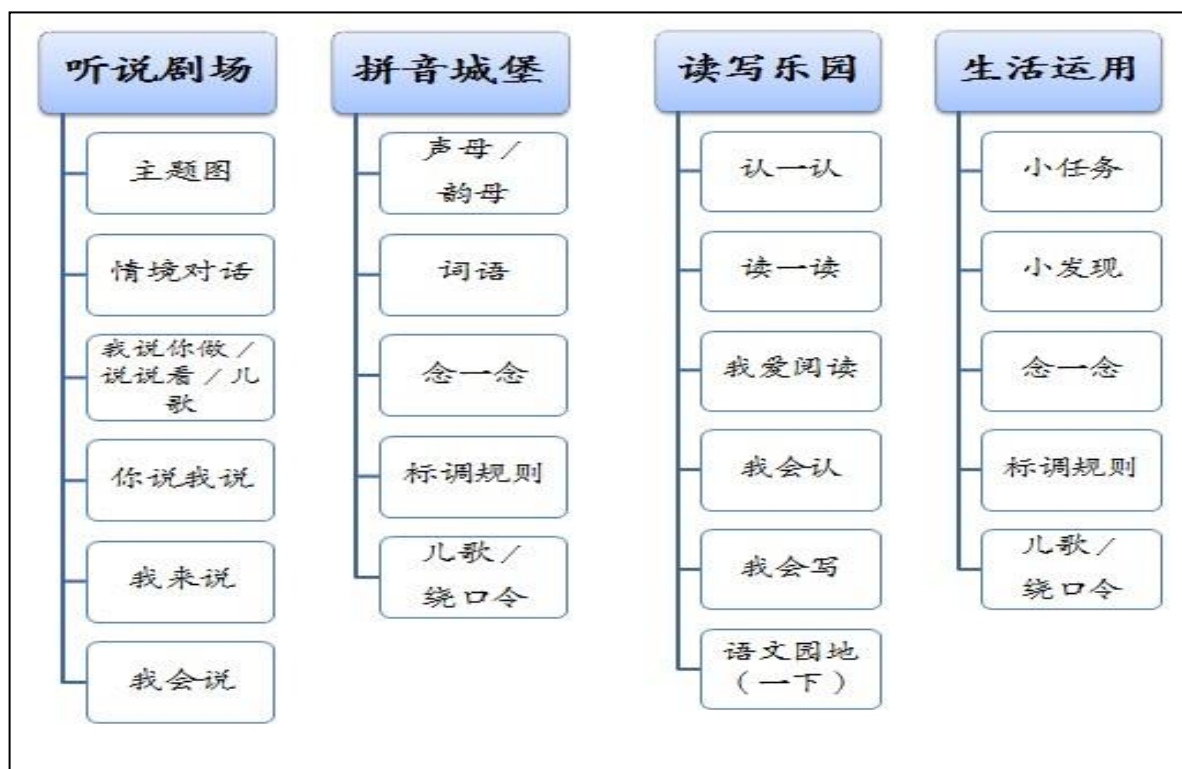 听说剧场
主题图
情境对话
我说你做／
说说看／儿
歌
你说我说
我来说
我会说
拼音城堡
声母／
韵母
词语
念一念
标调规则
儿歌／
绕口令
读写乐园
认一认
读一读
我爱阅读
我会认
我会写
语文园地
（一下）
生活运用
小任务
小发现
念一念
标调规则
儿歌／
绕口令